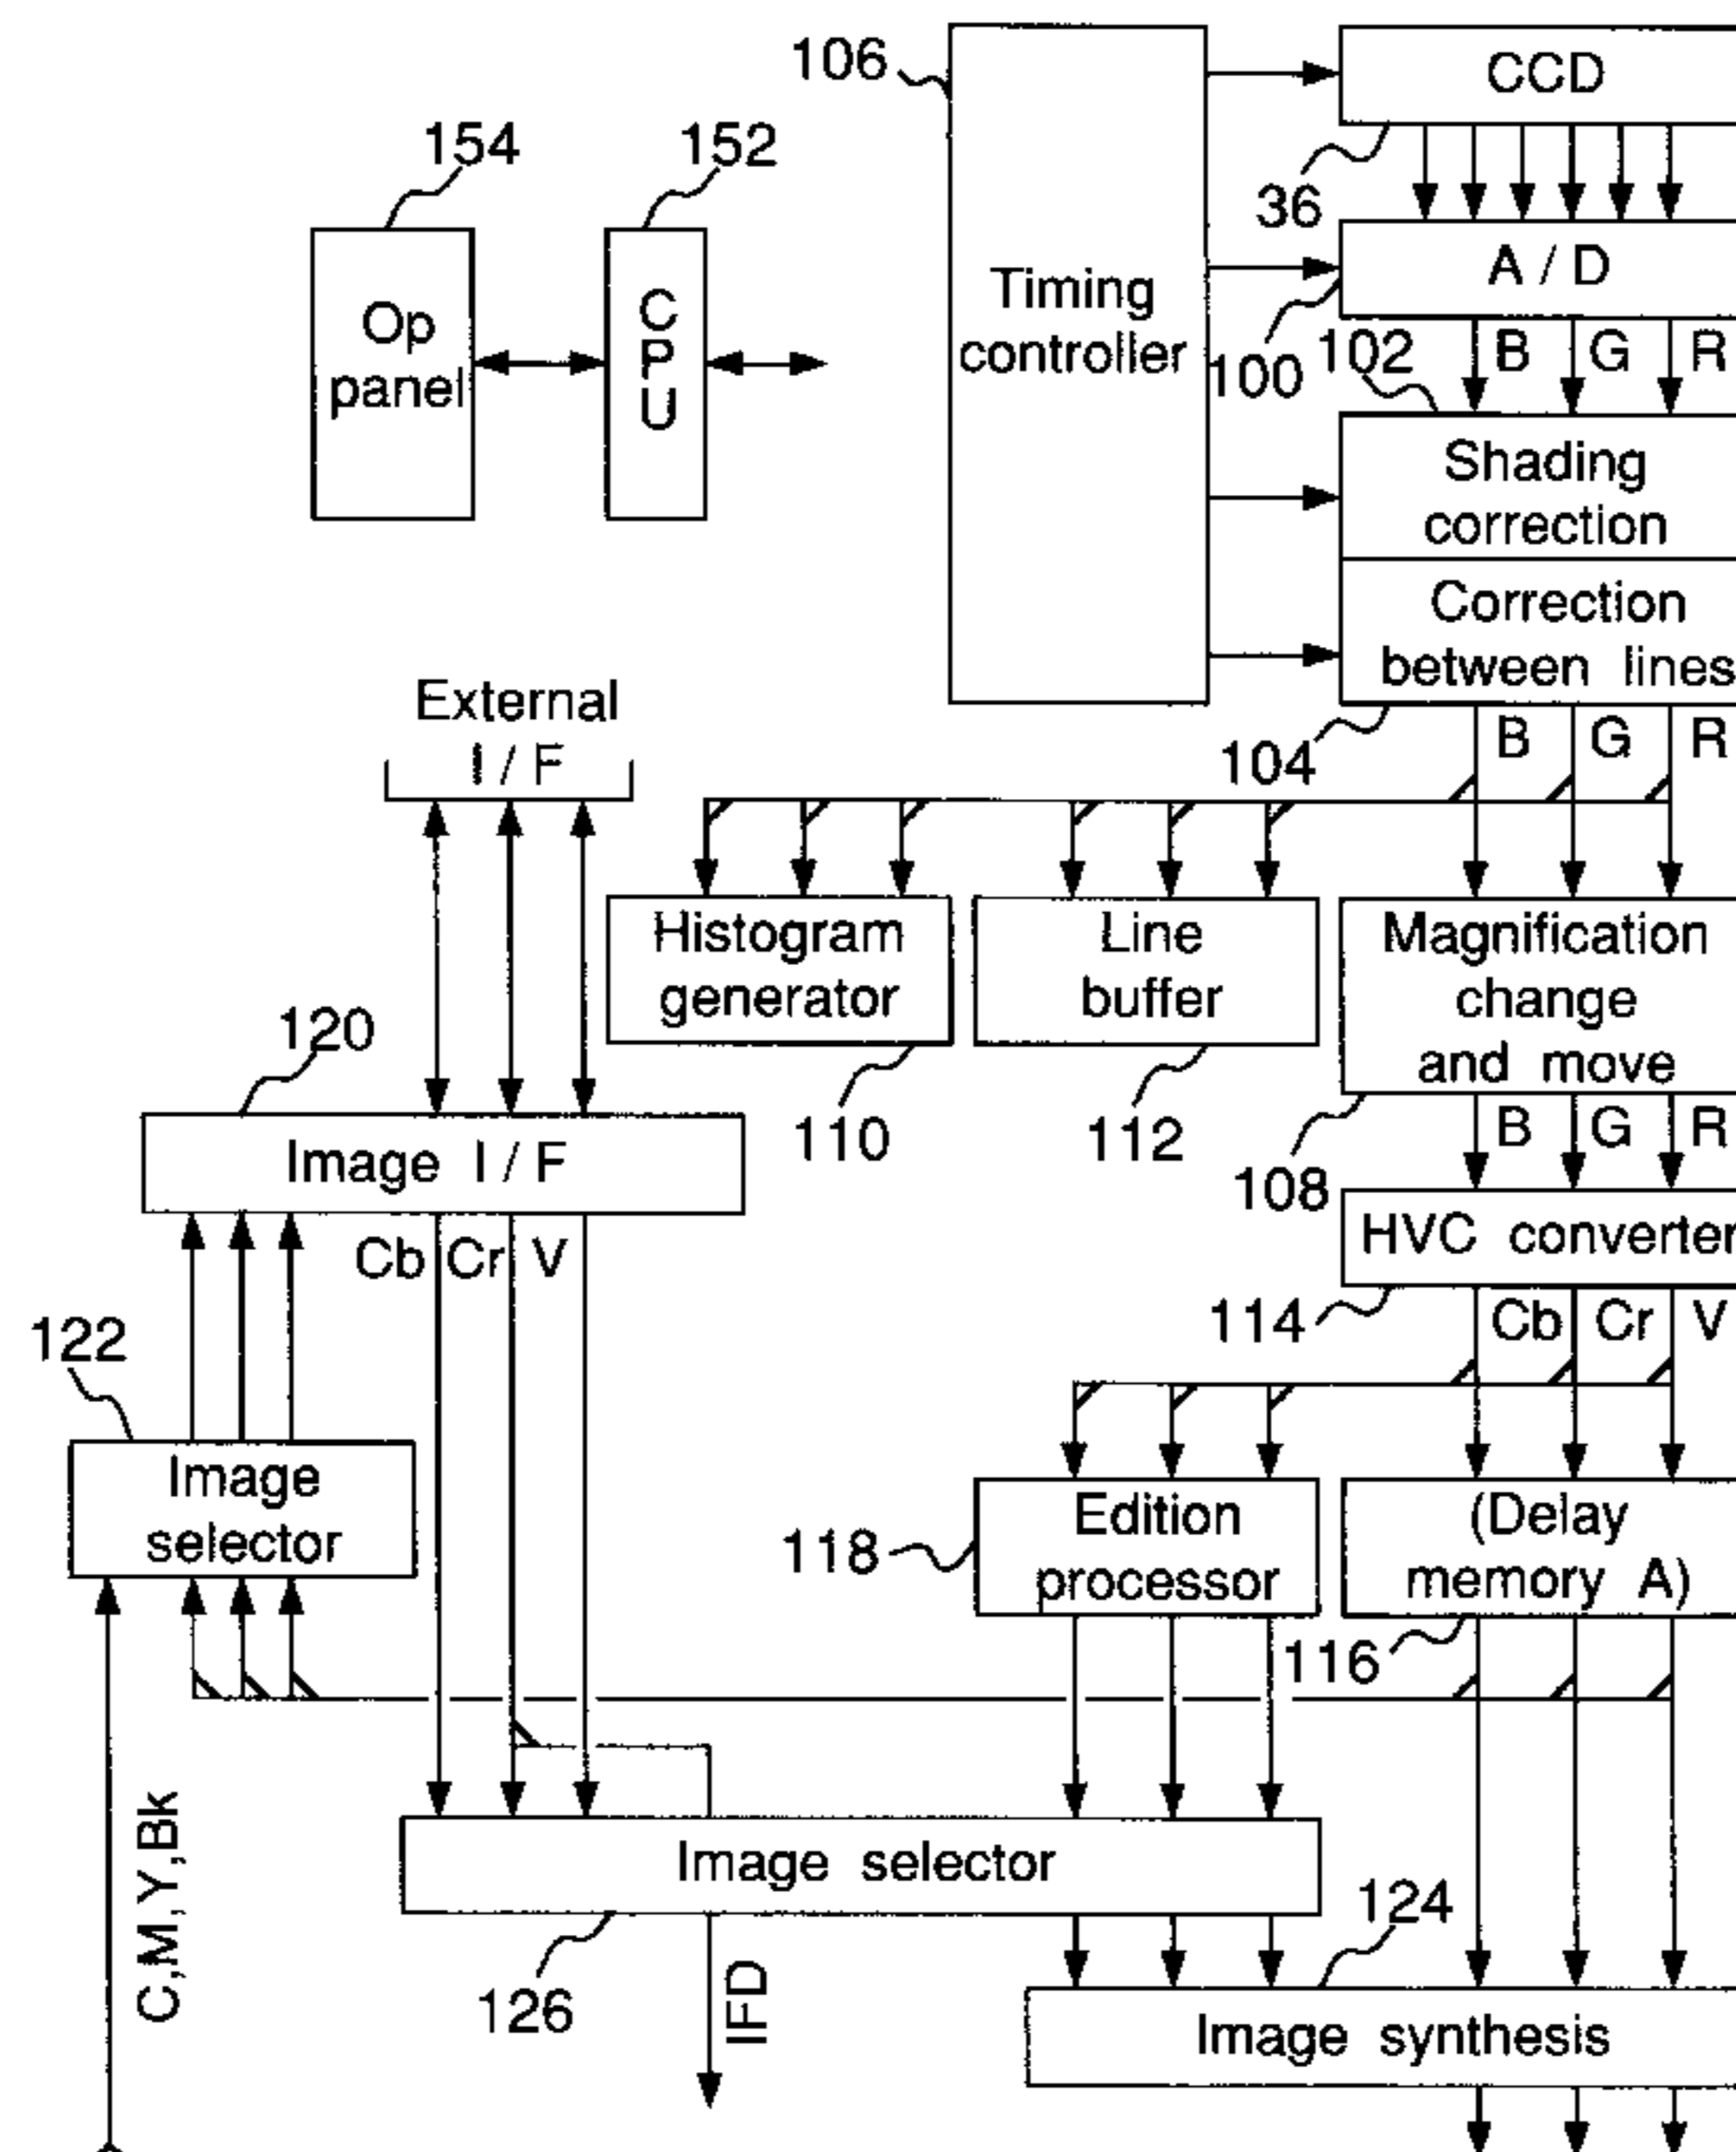 106
CCD
154
152
36
Op
panel
C
P
U
Timing
controller
A / D
100
102
B G R
Shading
correction
Correction
between lines
External
I / F
104
B G R
Histogram
generator
Line
buffer
Magnification
change
and move
120
110
112
108
B G R
Image I / F
HVC converter
Cb Cr V
114
Cb Cr V
122
Image
selector
118
Edition
processor
(Delay
memory A)
116
C,M,Y,Bk
Image selector
124
126
IFD
Image synthesis